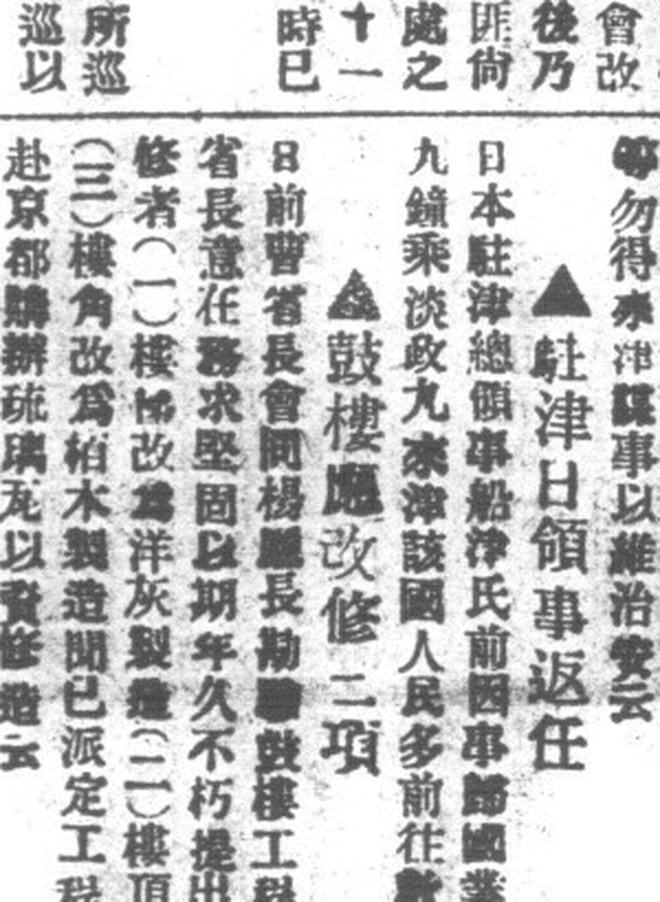 會改
後乃
匪尙
處之
十一
時已
所巡
巡以
等勿得來津謀事以維治安云
▲駐津日領事返任
日本駐津總領事船津氏前因事歸國業
九鐘乘淡政九來津該國人民多前往歡
▲鼓樓應改修二項
日前曹省長會同楊廳長勘驗鼓樓工程
省長意在務求堅固以期年久不朽提出
修者(一)樓梯改爲洋灰製造(二)樓頂
(三)樓角改爲柏木製造聞已派定工程
赴京都購辦琉璃瓦以資修造云